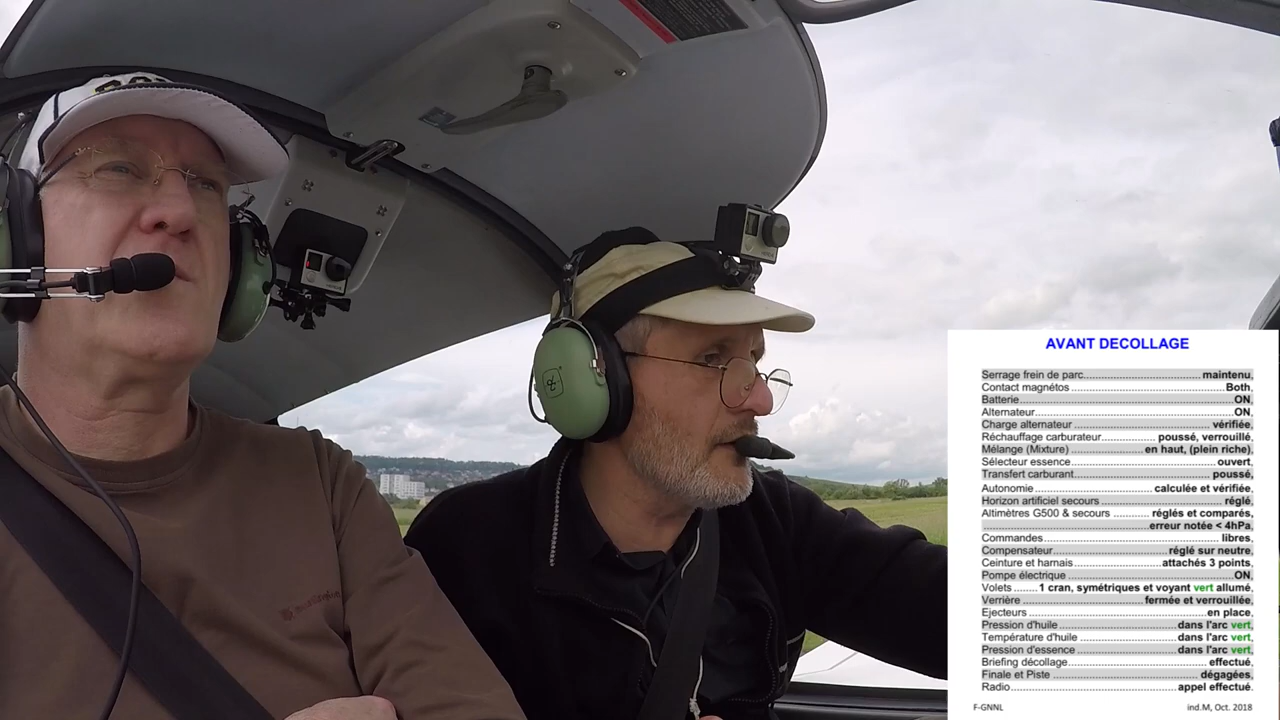 AVANT DECOLLAGE
Serrage frein de parc........................................ maintenu,
Contact magnétos ..................................................... Both,
Batterie......................................................................... ON,
Alternateur................................................................... ON,
Charge alternateur ............................................... vérifiée,
Réchauffage carburateur................... poussé, verrouillé,
Mélange (Mixture) ......................... en haut, (plein riche),
Sélecteur essence................................................. ouvert,
Transfert carburant............................................... poussé,
Autonomie ........................................ calculée et vérifiée,
Horizon artificiel secours ......................................... réglé,
Altimètres G500 & secours ............ réglés et comparés,
......................................................... erreur notée < 4hPa,
Commandes ............................................................ libres,
Compensateur....................................... réglé sur neutre,
Ceinture et harnais............................. attachés 3 points,
Pompe électrique ......................................................... ON,
Volets ....... 1 cran, symétriques et voyant vert allumé,
Verrière ......................................... fermée et verrouillée,
Ejecteurs ............................................................ en place,
Pression d'huile ........................................ dans l'arc vert,
Température d'huile .................................. dans l'arc vert,
Pression d'essence .................................... dans l'arc vert,
Briefing décollage................................................ effectué,
Finale et Piste ................................................... dégagées,
Radio....................................................... appel effectué.
F-GNNL
ind.M, Oct. 2018